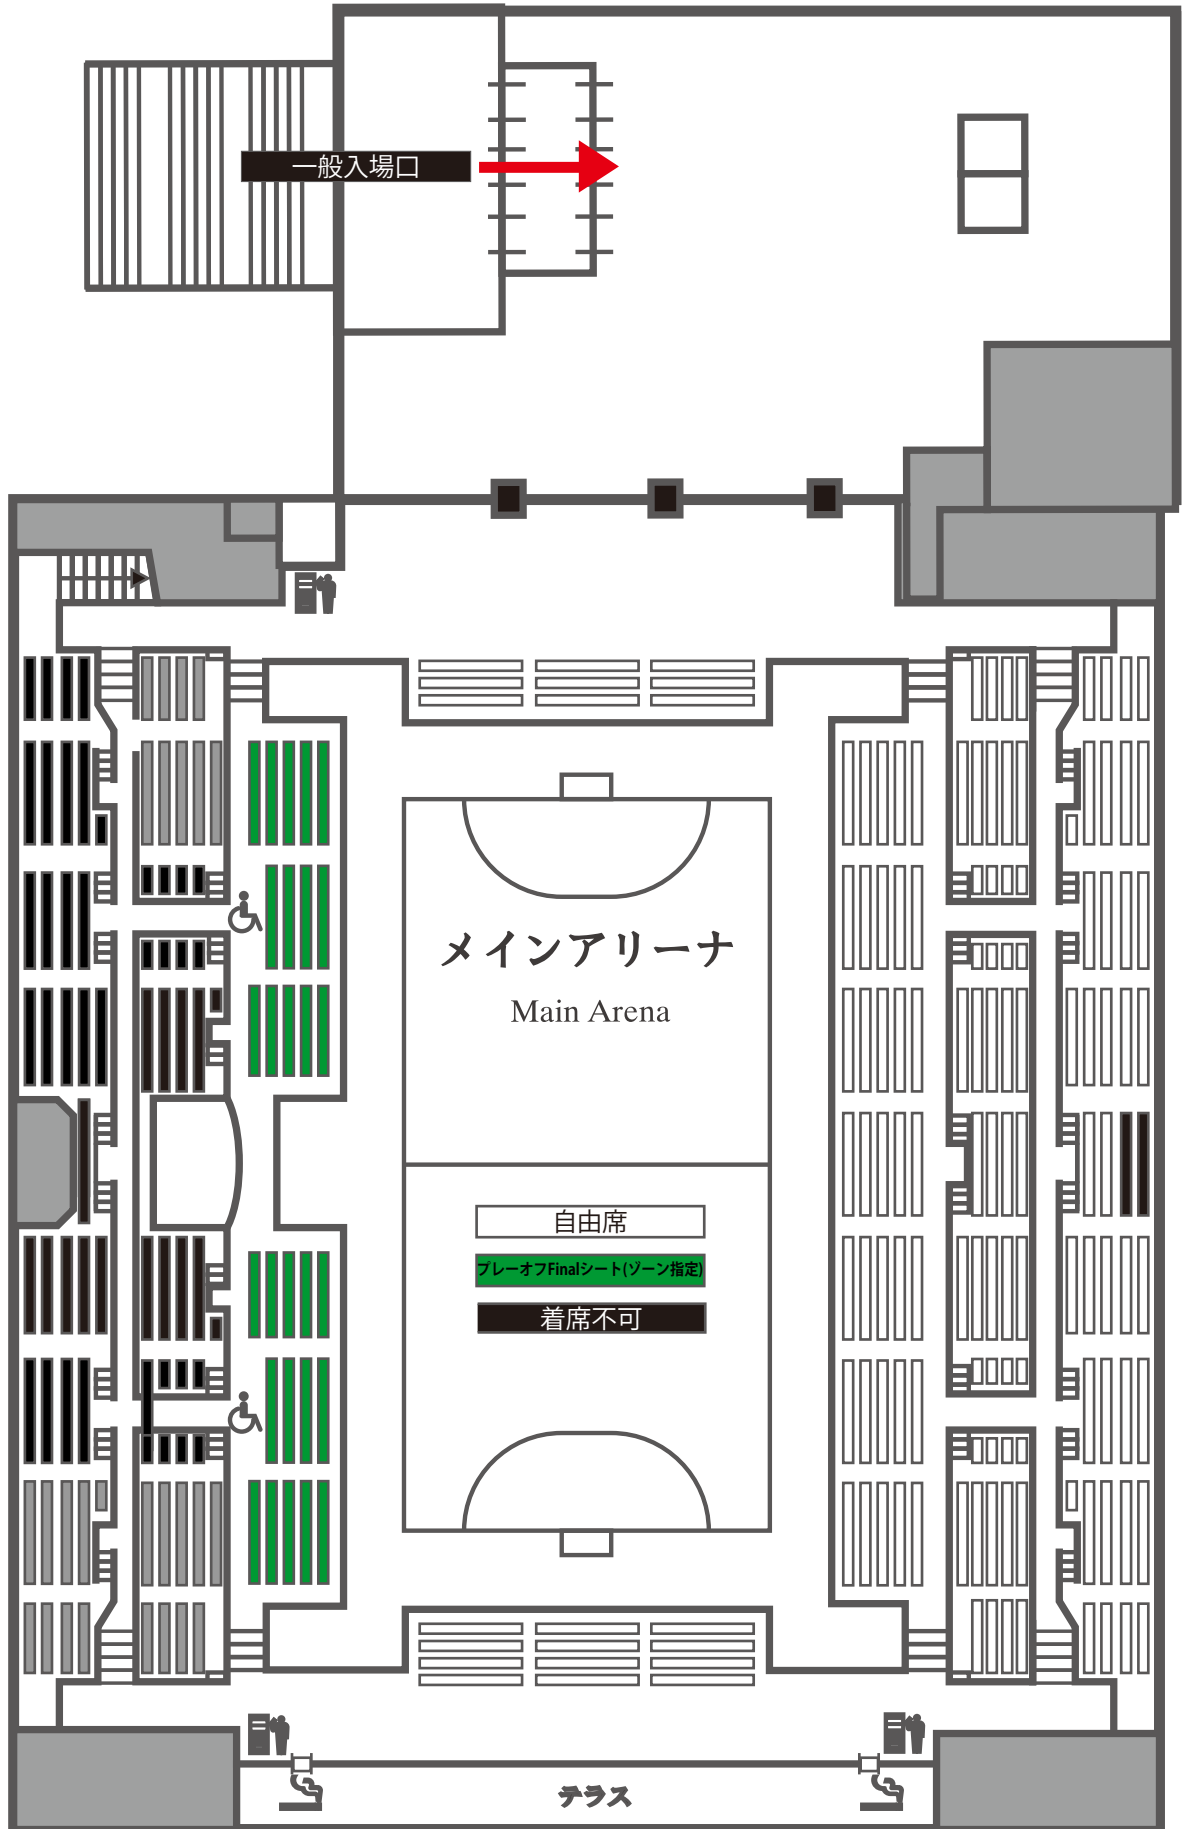 一般入場口
メインアリーナ
Main Arena
自由席
プレーオフFinalシート(ゾーン指定)
着席不可
テラス